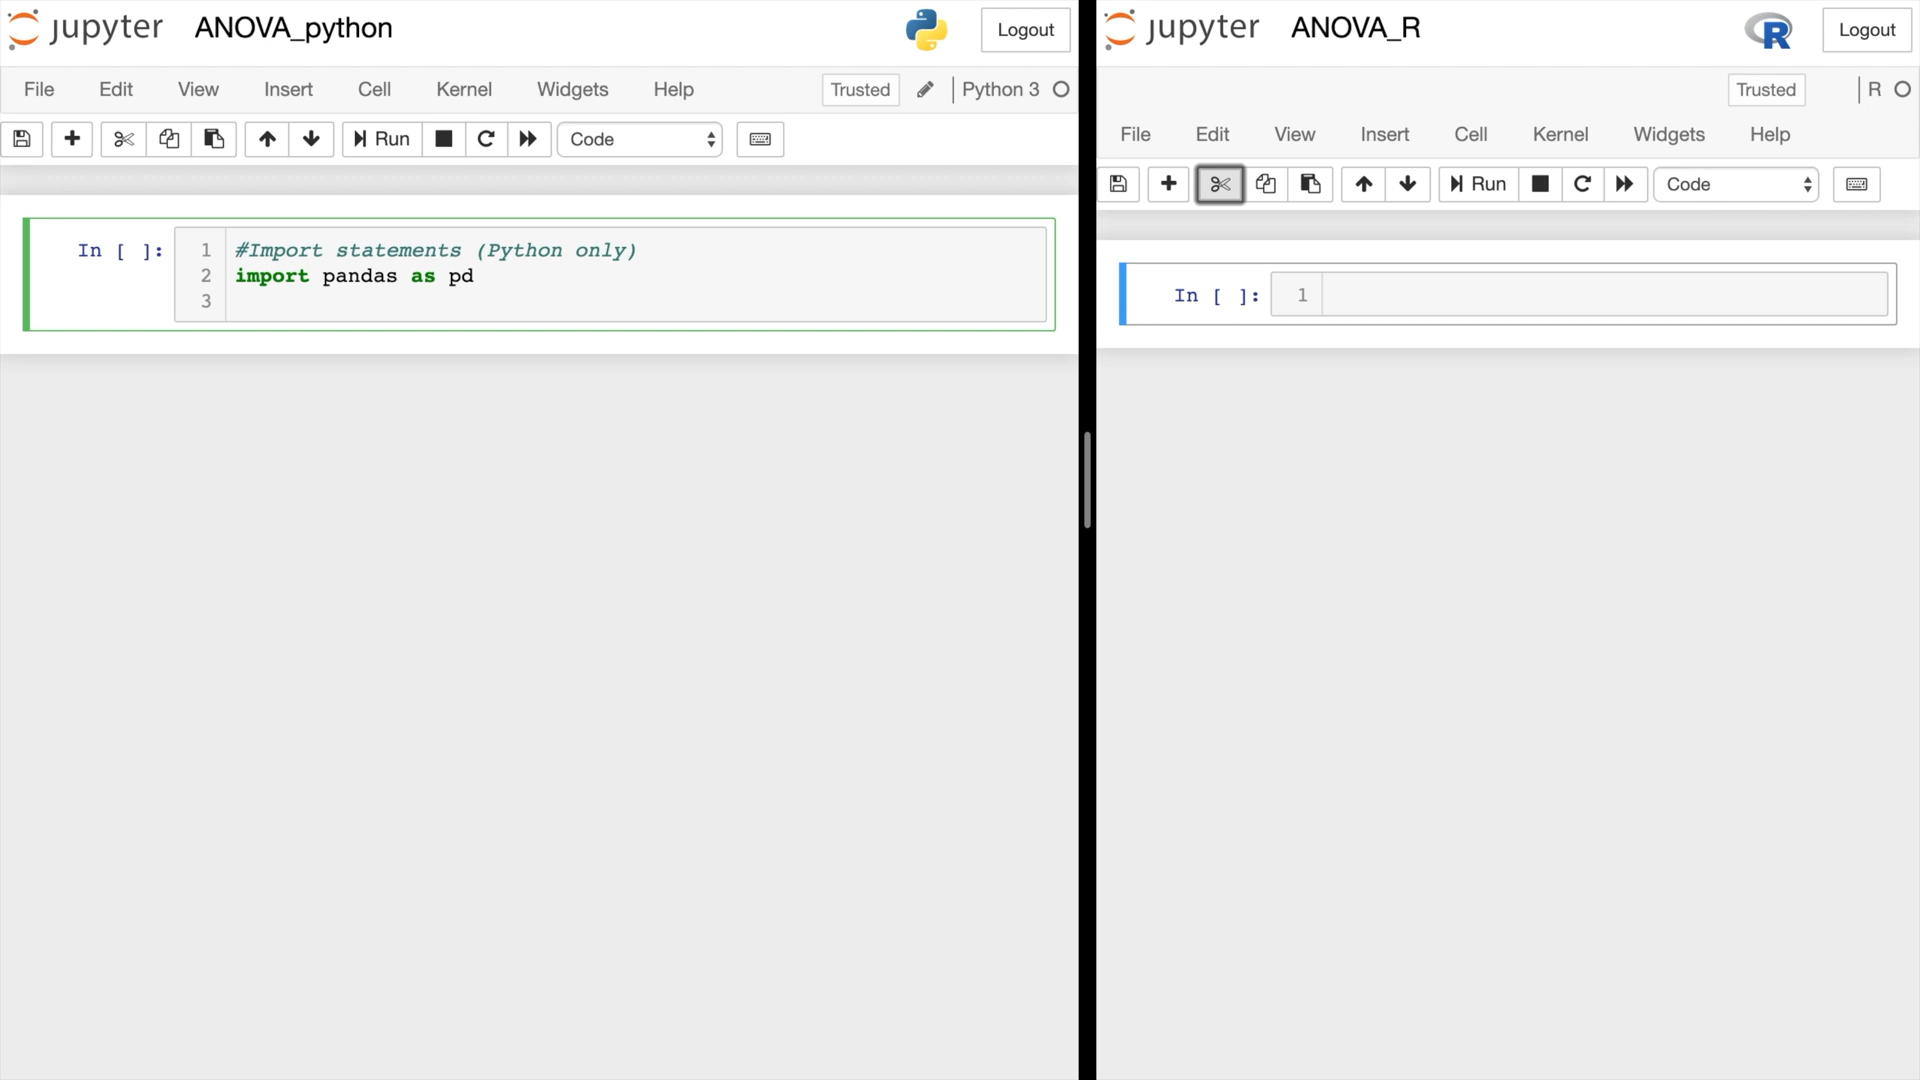 jupyter ANOVA_python
Logout
File Edit View Insert Cell Kernel Widgets Help
Trusted
Python 3
Run
Code
In [ ]:
1 #Import statements (Python only)
2 import pandas as pd
3
jupyter ANOVA_R
R
Logout
Trusted
R
File Edit View Insert Cell Kernel Widgets Help
Run
Code
In [ ]:
1